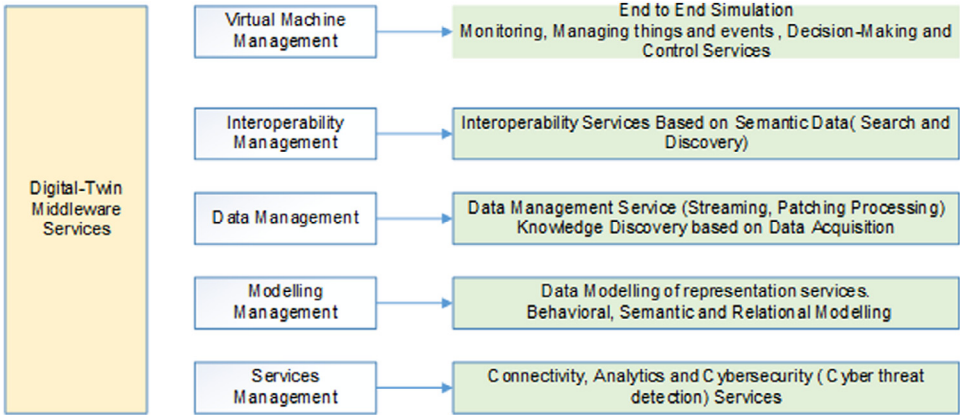 Digital-Twin
Middleware
Services
Virtual Machine
Management
End to End Simulation
Monitoring, Managing things and events , Decision-Making and
Control Services
Interoperability
Management
Interoperability Services Based on Semantic Data( Search and
Discovery)
Data Management
Data Management Service (Streaming, Patching Processing)
Knowledge Discovery based on Data Acquisition
Modelling
Management
Data Modelling of representation services.
Behavioral, Semantic and Relational Modelling
Services
Management
Connectivity, Analytics and Cybersecurity ( Cyber threat
detection) Services